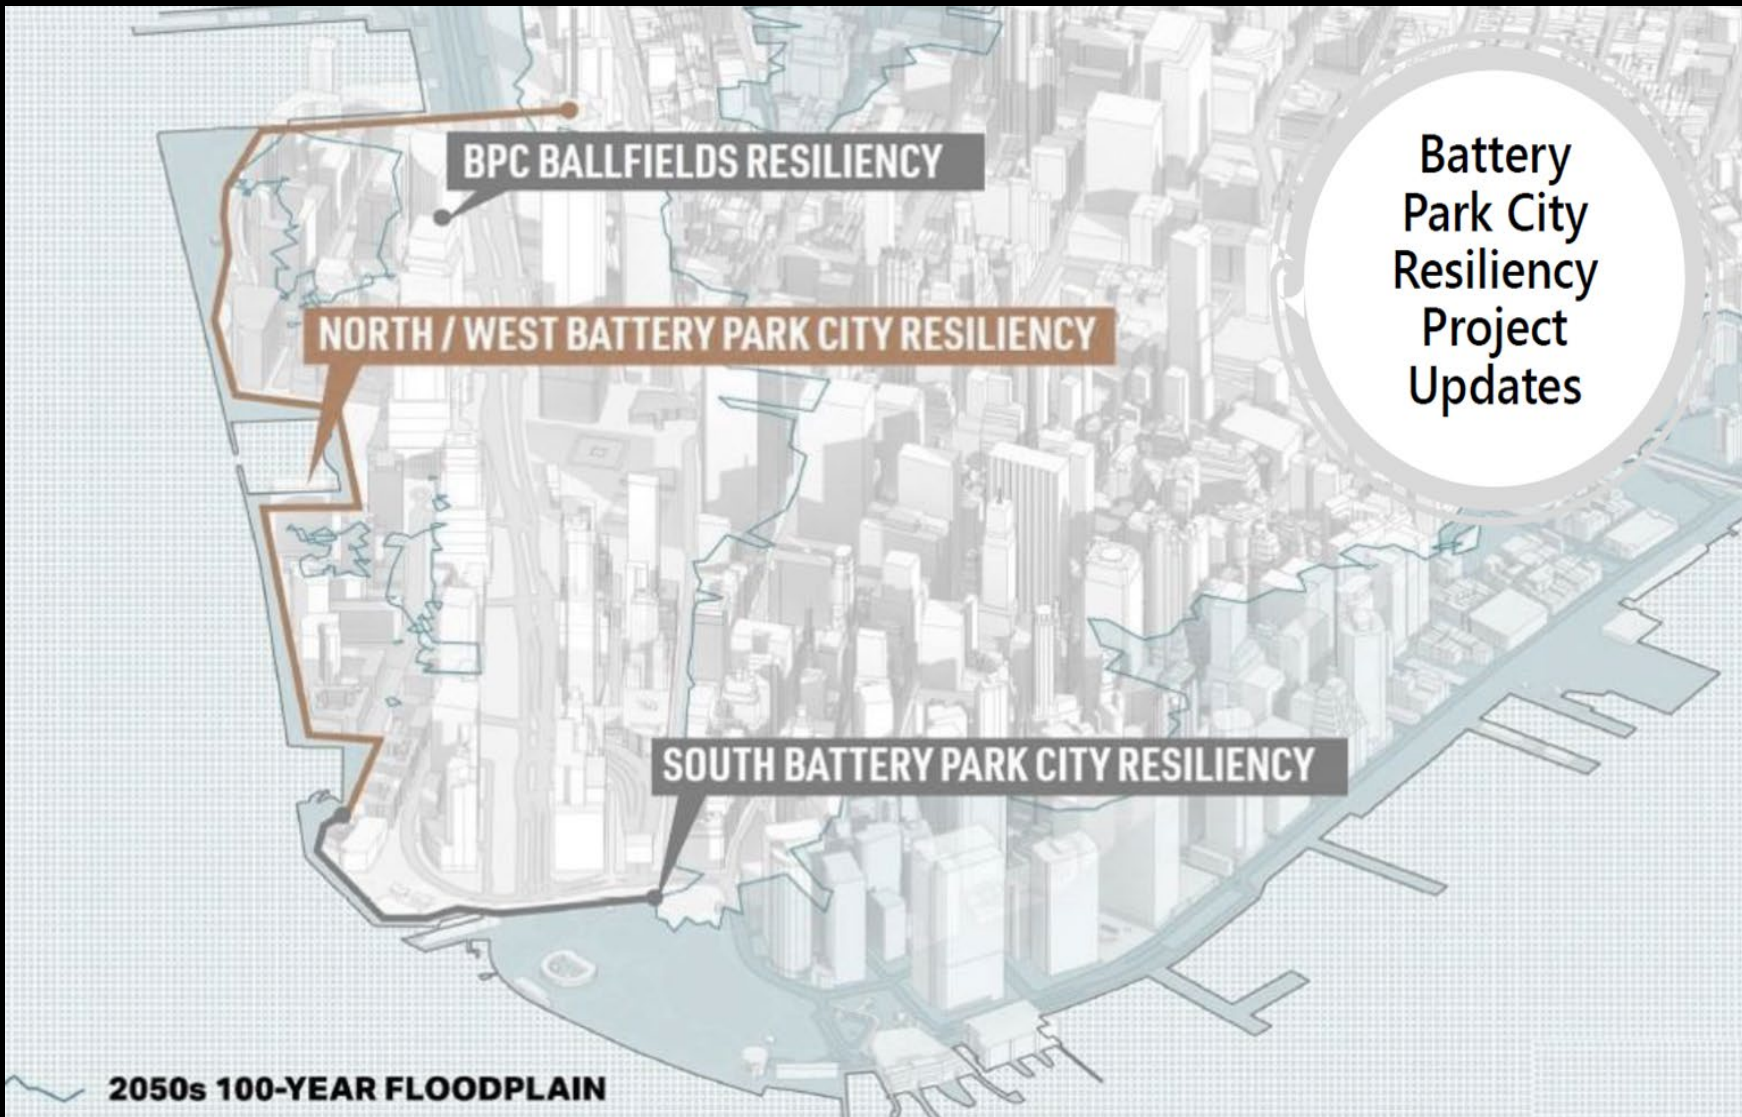 Battery
Park City
Resiliency
Project
Updates
BPC BALLFIELDS RESILIENCY
NORTH / WEST BATTERY PARK CITY RESILIENCY
SOUTH BATTERY PARK CITY RESILIENCY
2050s 100-YEAR FLOODPLAIN